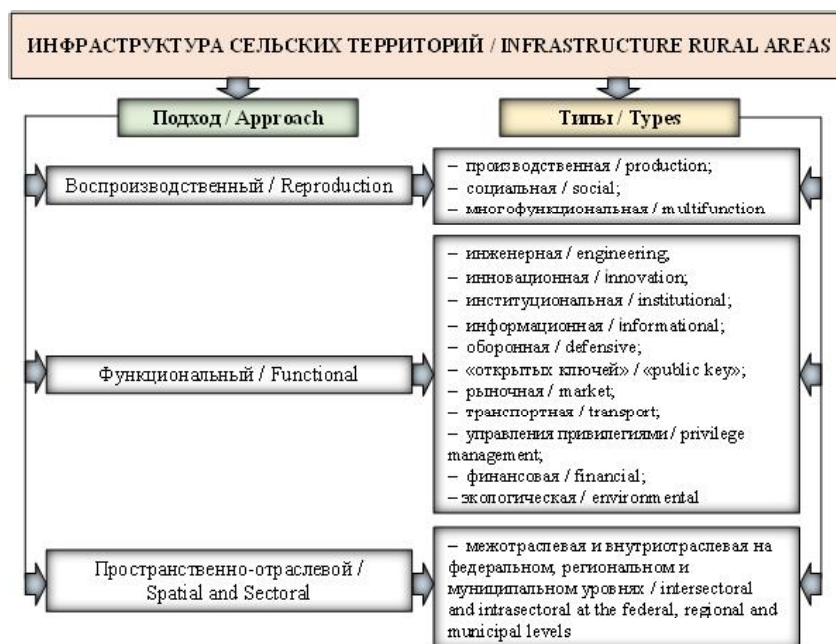 ИНФРАСТРУКТУРА СЕЛЬСКИХ ТЕРРИТОРИЙ / INFRASTRUCTURE RURAL AREAS
Подход / Approach
Типы / Types
Воспроизводственный / Reproduction
– производственная / production;
– социальная / social;
– многофункциональная / multifunction
Функциональный / Functional
– инженерная / engineering;
– инновационная / innovation;
– институциональная / institutional;
– информационная / informational;
– оборонная / defensive;
– «открытых ключей» / «public key»;
– рыночная / market;
– транспортная / transport;
– управления привилегиями / privilege
management;
– финансовая / financial;
– экологическая / environmental
Пространственно-отраслевой /
Spatial and Sectoral
– межотраслевая и внутриотраслевая на
федеральном, региональном и
муниципальном уровнях / intersectoral
and intrasectoral at the federal, regional and
municipal levels